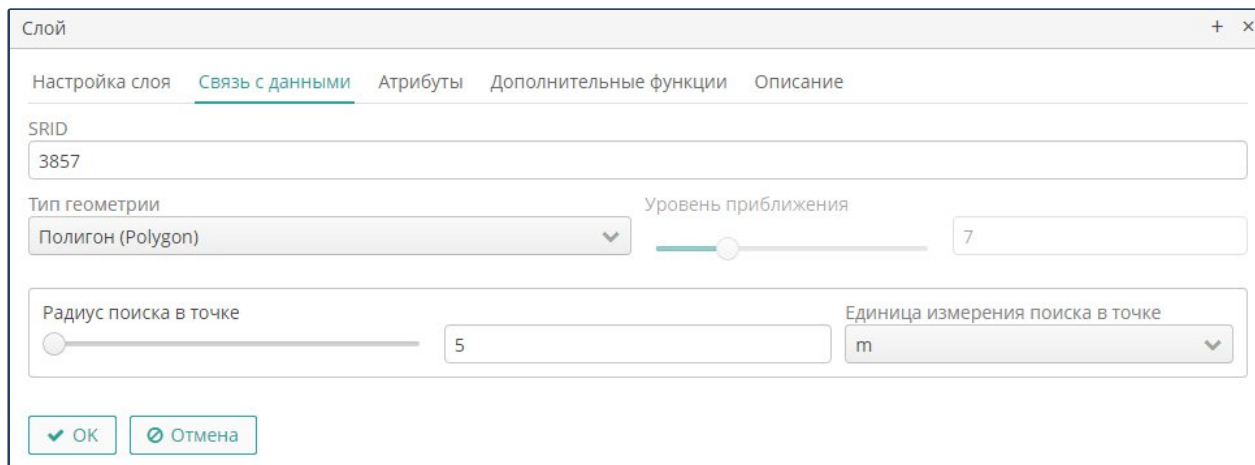 Слой
Настройка слоя Связь с данными Атрибуты Дополнительные функции Описание
SRID
3857
Тип геометрии Уровень приближения
Полигон (Polygon) 7
Радиус поиска в точке Единица измерения поиска в точке
5 m
OK Отмена